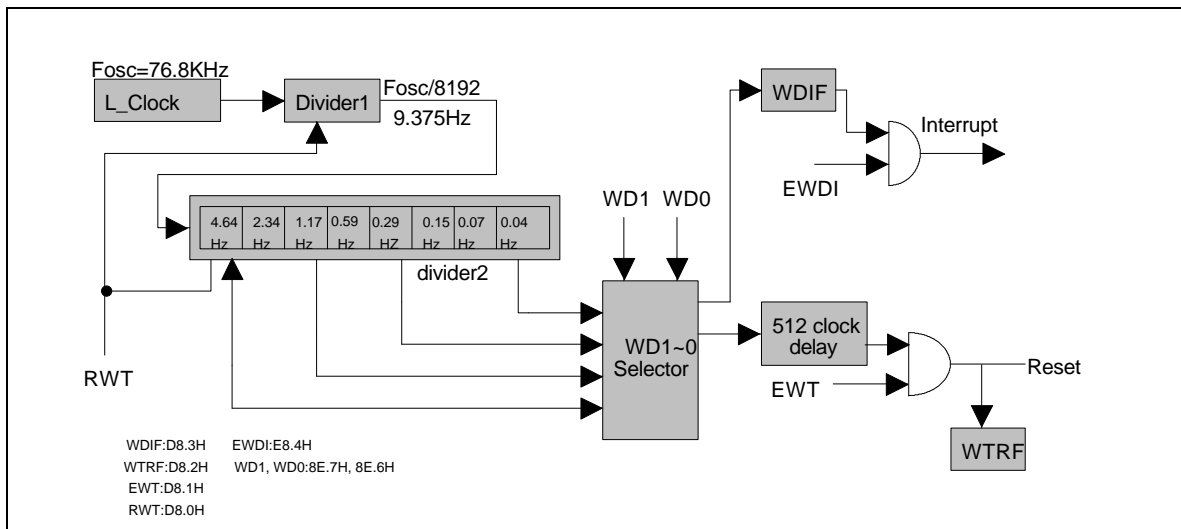 Fosc=76.8KHz
L_Clock
Divider1
Fosc/8192
9.375Hz
WDIF
Interrupt
EWDI
WD1 WD0
4.64 Hz
2.34 Hz
1.17 Hz
0.59 Hz
0.29 HZ
0.15 Hz
0.07 Hz
0.04 Hz
divider2
WD1~0
Selector
512 clock
delay
EWT
Reset
WTRF
RWT
WDIF:D8.3H EWDI:E8.4H
WTRF:D8.2H WD1, WD0:8E.7H, 8E.6H
EWT:D8.1H
RWT:D8.0H